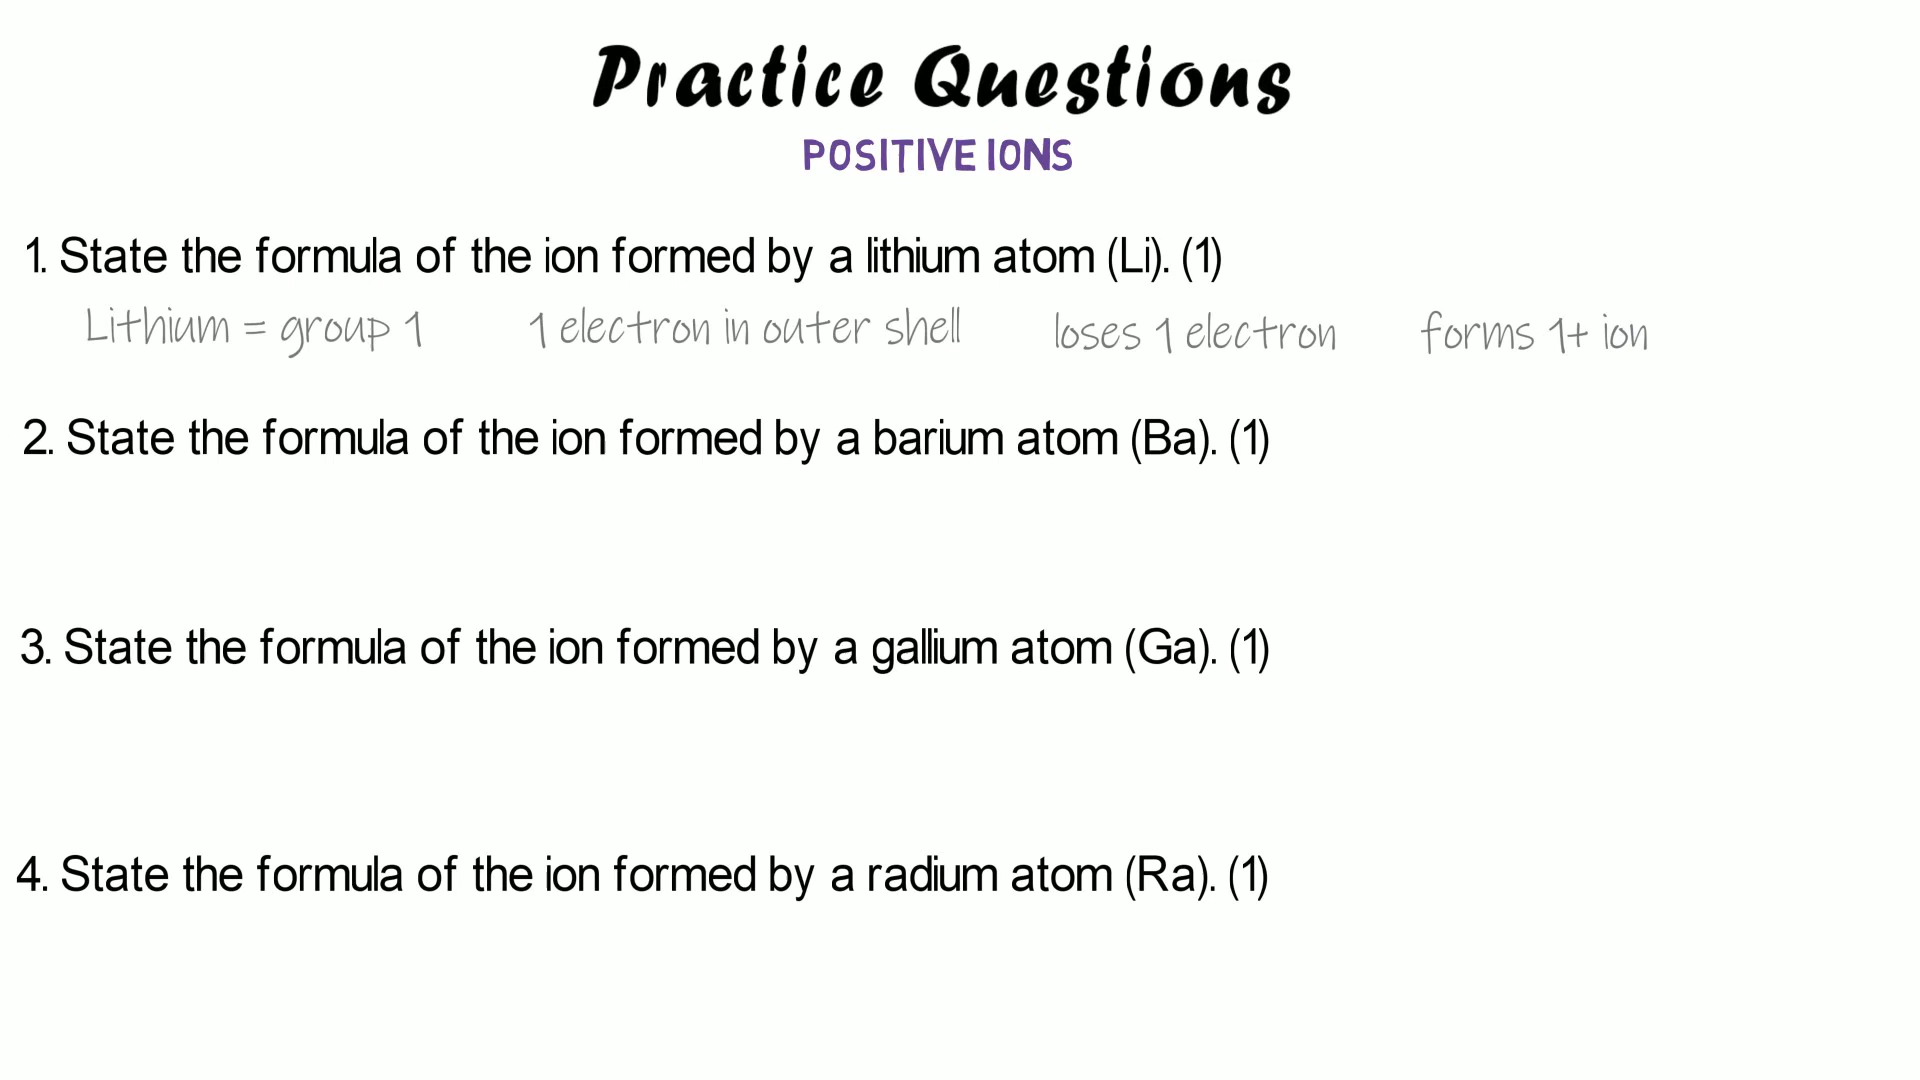 Practice Questions
POSITIVE IONS
1. State the formula of the ion formed by a lithium atom (Li). (1)
Lithium = group 1 1 electron in outer shell loses 1 electron forms 1+ ion
2. State the formula of the ion formed by a barium atom (Ba). (1)
3. State the formula of the ion formed by a gallium atom (Ga). (1)
4. State the formula of the ion formed by a radium atom (Ra). (1)